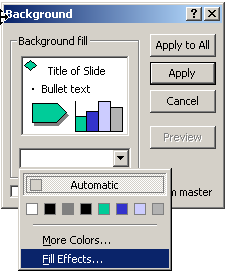 Background
Background fill
Title of Slide
• Bullet text
Apply to All
Apply
Cancel
Preview
Automatic
More Colors...
Fill Effects...
master